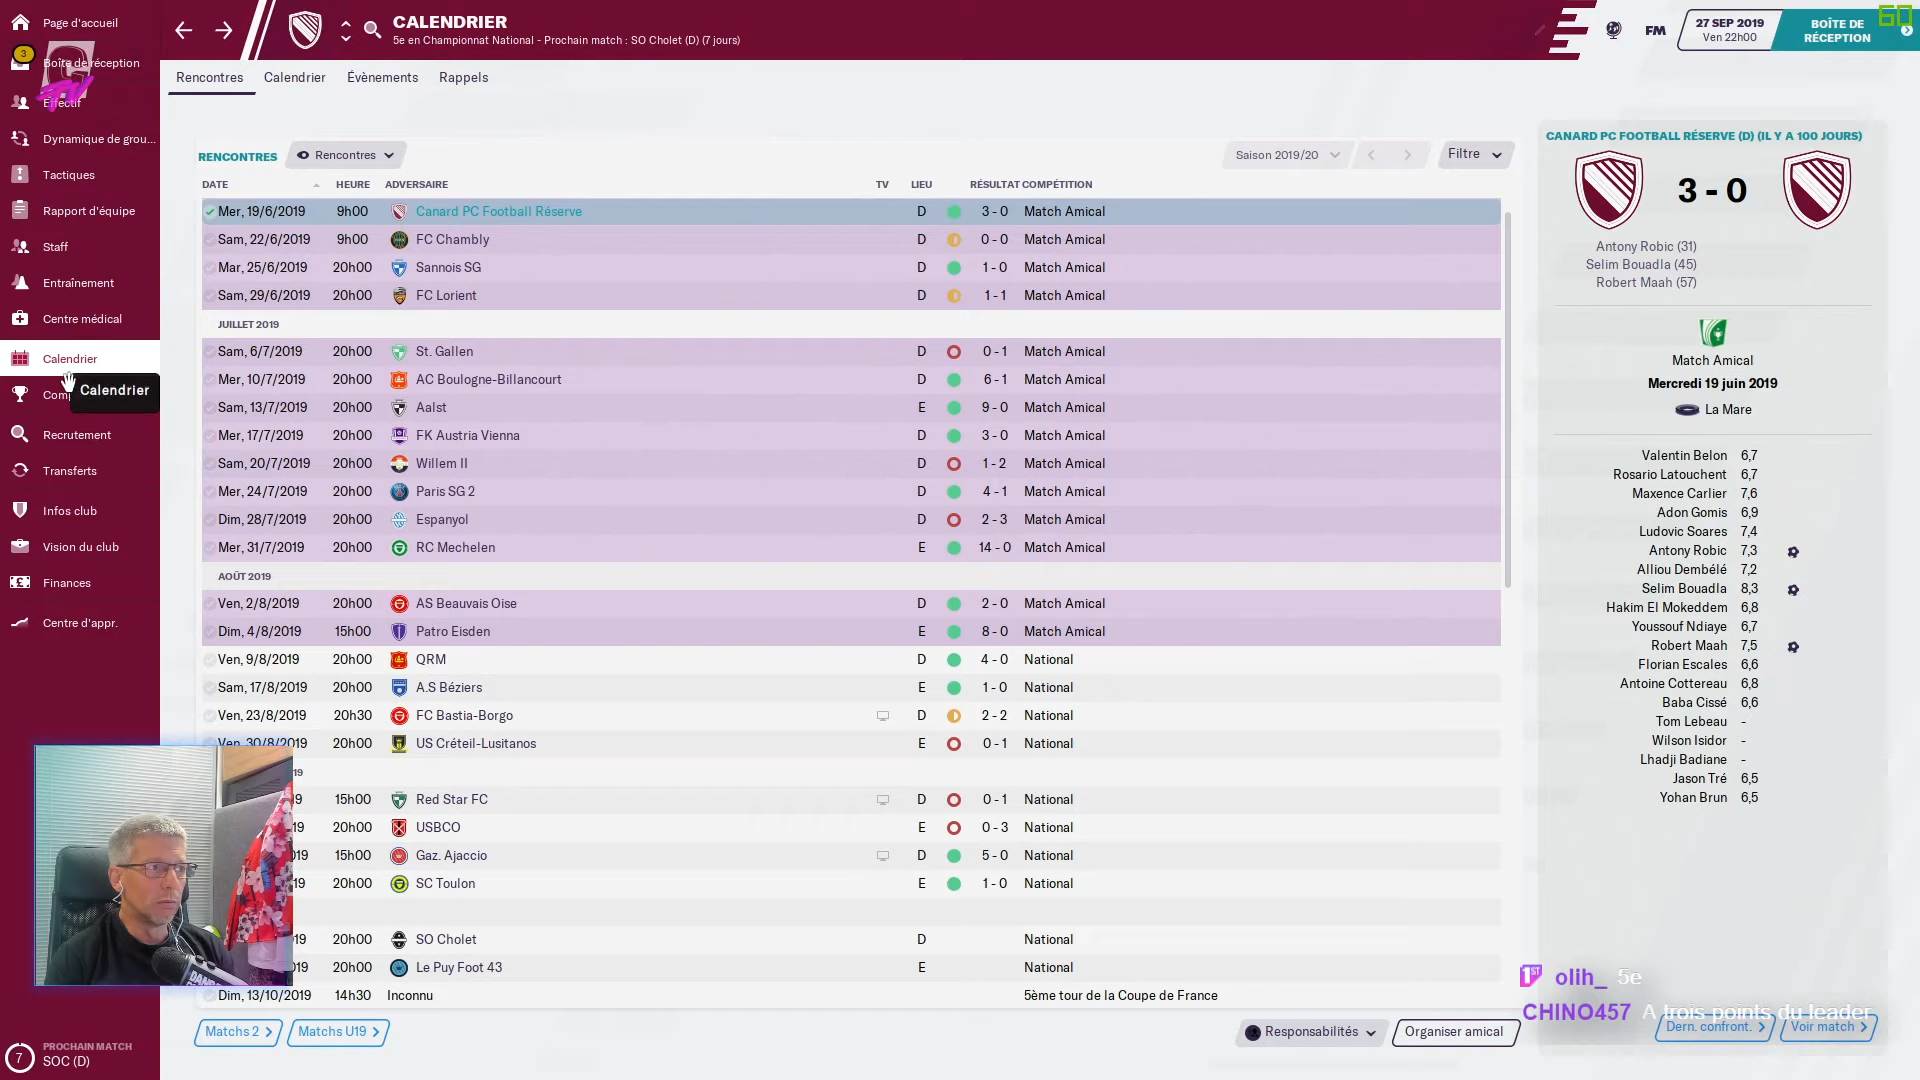 Page d'accueil
CALENDRIER
5e en Championnat National - Prochain match : SO Cholet (D) (7 jours)
FM
27 SEP 2019
Ven 22h00
BOÎTE DE
RÉCEPTION
60
3
Boîte de réception
Effectif
Dynamique de grou...
Tactiques
Rapport d'équipe
Staff
Entraînement
Centre médical
Calendrier
Calendrier
Recrutement
Transferts
Infos club
Vision du club
Finances
Centre d'appr.
Rencontres Calendrier Évènements Rappels
RENCONTRES Rencontres Saison 2019/20 Filtre
DATE HEURE ADVERSAIRE TV LIEU RÉSULTAT COMPÉTITION
Mer, 19/6/2019 9h00 Canard PC Football Réserve D 3 - 0 Match Amical
Sam, 22/6/2019 9h00 FC Chambly D 0 - 0 Match Amical
Mar, 25/6/2019 20h00 Sannois SG D 1 - 0 Match Amical
Sam, 29/6/2019 20h00 FC Lorient D 1 - 1 Match Amical
JUILLET 2019
Sam, 6/7/2019 20h00 St. Gallen D 0 - 1 Match Amical
Mer, 10/7/2019 20h00 AC Boulogne-Billancourt D 6 - 1 Match Amical
Sam, 13/7/2019 20h00 Aalst E 9 - 0 Match Amical
Mer, 17/7/2019 20h00 FK Austria Vienna D 3 - 0 Match Amical
Sam, 20/7/2019 20h00 Willem II D 1 - 2 Match Amical
Mer, 24/7/2019 20h00 Paris SG 2 D 4 - 1 Match Amical
Dim, 28/7/2019 20h00 Espanyol D 2 - 3 Match Amical
Mer, 31/7/2019 20h00 RC Mechelen E 14 - 0 Match Amical
AOÛT 2019
Ven, 2/8/2019 20h00 AS Beauvais Oise D 2 - 0 Match Amical
Dim, 4/8/2019 15h00 Patro Eisden E 8 - 0 Match Amical
Ven, 9/8/2019 20h00 QRM D 4 - 0 National
Sam, 17/8/2019 20h00 A.S Béziers E 1 - 0 National
Ven, 23/8/2019 20h30 FC Bastia-Borgo D 2 - 2 National
Ven, 30/8/2019 20h00 US Créteil-Lusitanos E 0 - 1 National
19
19 15h00 Red Star FC D 0 - 1 National
19 20h00 USBCO E 0 - 3 National
019 15h00 Gaz. Ajaccio D 5 - 0 National
19 20h00 SC Toulon E 1 - 0 National
19 20h00 SO Cholet D National
019 20h00 Le Puy Foot 43 E National
Dim, 13/10/2019 14h30 Inconnu 5ème tour de la Coupe de France
Matchs 2 Matchs U19 Responsabilités Organiser amical
7
PROCHAIN MATCH
SOC (D)
CANARD PC FOOTBALL RÉSERVE (D) (IL Y A 100 JOURS)
3 - 0
Antony Robic (31)
Selim Bouadla (45)
Robert Maah (57)
Match Amical
Mercredi 19 juin 2019
La Mare
Valentin Belon 6,7
Rosario Latouchent 6,7
Maxence Carlier 7,6
Adon Gomis 6,9
Ludovic Soares 7,4
Antony Robic 7,3
Alliou Dembélé 7,2
Selim Bouadla 8,3
Hakim El Mokeddem 6,8
Youssouf Ndiaye 6,7
Robert Maah 7,5
Florian Escales 6,6
Antoine Cottereau 6,8
Baba Cissé 6,6
Tom Lebeau -
Wilson Isidor -
Lhadji Badiane -
Jason Tré 6,5
Yohan Brun 6,5
1ST olih_ 5e
CHINO457 A trois points du leader
Dern. confront. Voir match